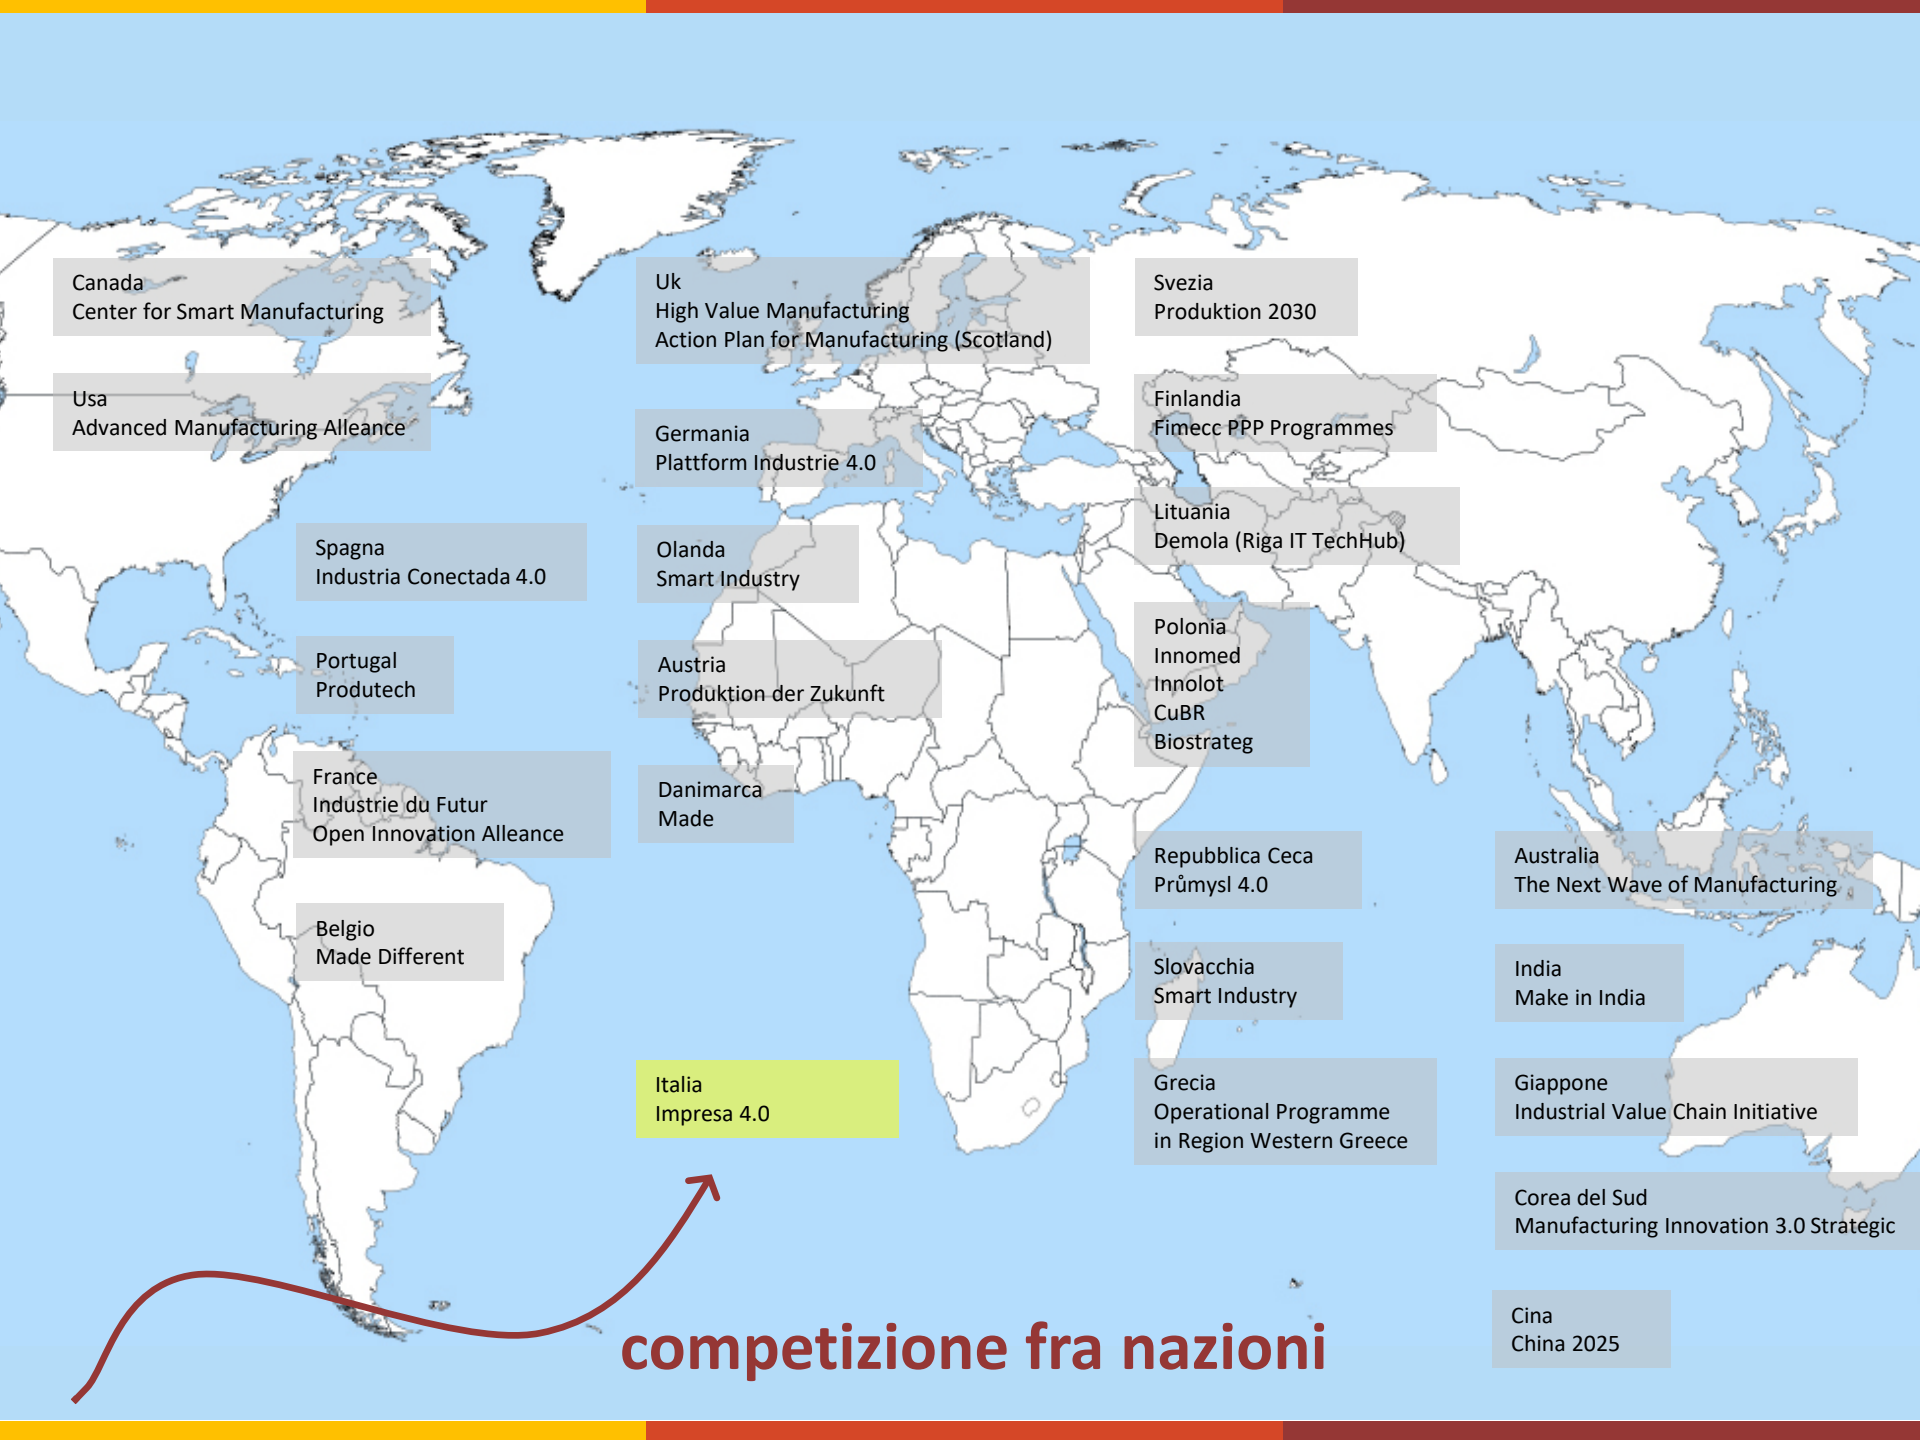 Canada
Center for Smart Manufacturing
Usa
Advanced Manufacturing Alleance
Spagna
Industria Conectada 4.0
Portugal
Produtech
France
Industrie du Futur
Open Innovation Alleance
Belgio
Made Different
Uk
High Value Manufacturing
Action Plan for Manufacturing (Scotland)
Germania
Plattform Industrie 4.0
Olanda
Smart Industry
Austria
Produktion der Zukunft
Danimarca
Made
Italia
Impresa 4.0
Svezia
Produktion 2030
Finlandia
Fimecc PPP Programmes
Lituania
Demola (Riga IT TechHub)
Polonia
Innomed
Innolot
CuBR
Biostrateg
Repubblica Ceca
Průmysl 4.0
Slovacchia
Smart Industry
Grecia
Operational Programme
in Region Western Greece
Australia
The Next Wave of Manufacturing
India
Make in India
Giappone
Industrial Value Chain Initiative
Corea del Sud
Manufacturing Innovation 3.0 Strategic
Cina
China 2025
competizione fra nazioni